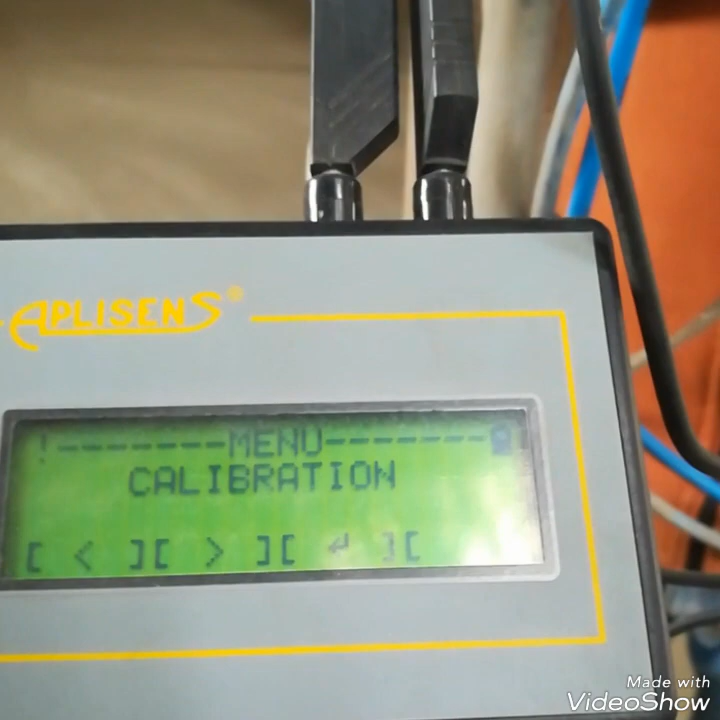 APLISENS®
!-------MENU-------
CALIBRATION
[ < ][ > ][ ↵ ][
Made with
VideoShow